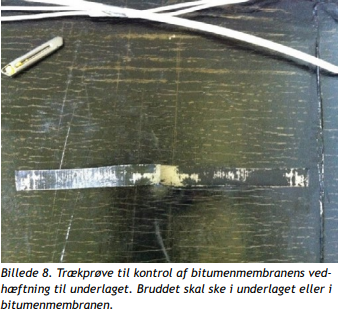 Billede 8. Trækprøve til kontrol af bitumenmembranens ved-
hæftning til underlaget. Bruddet skal ske i underlaget eller i
bitumenmembranen.